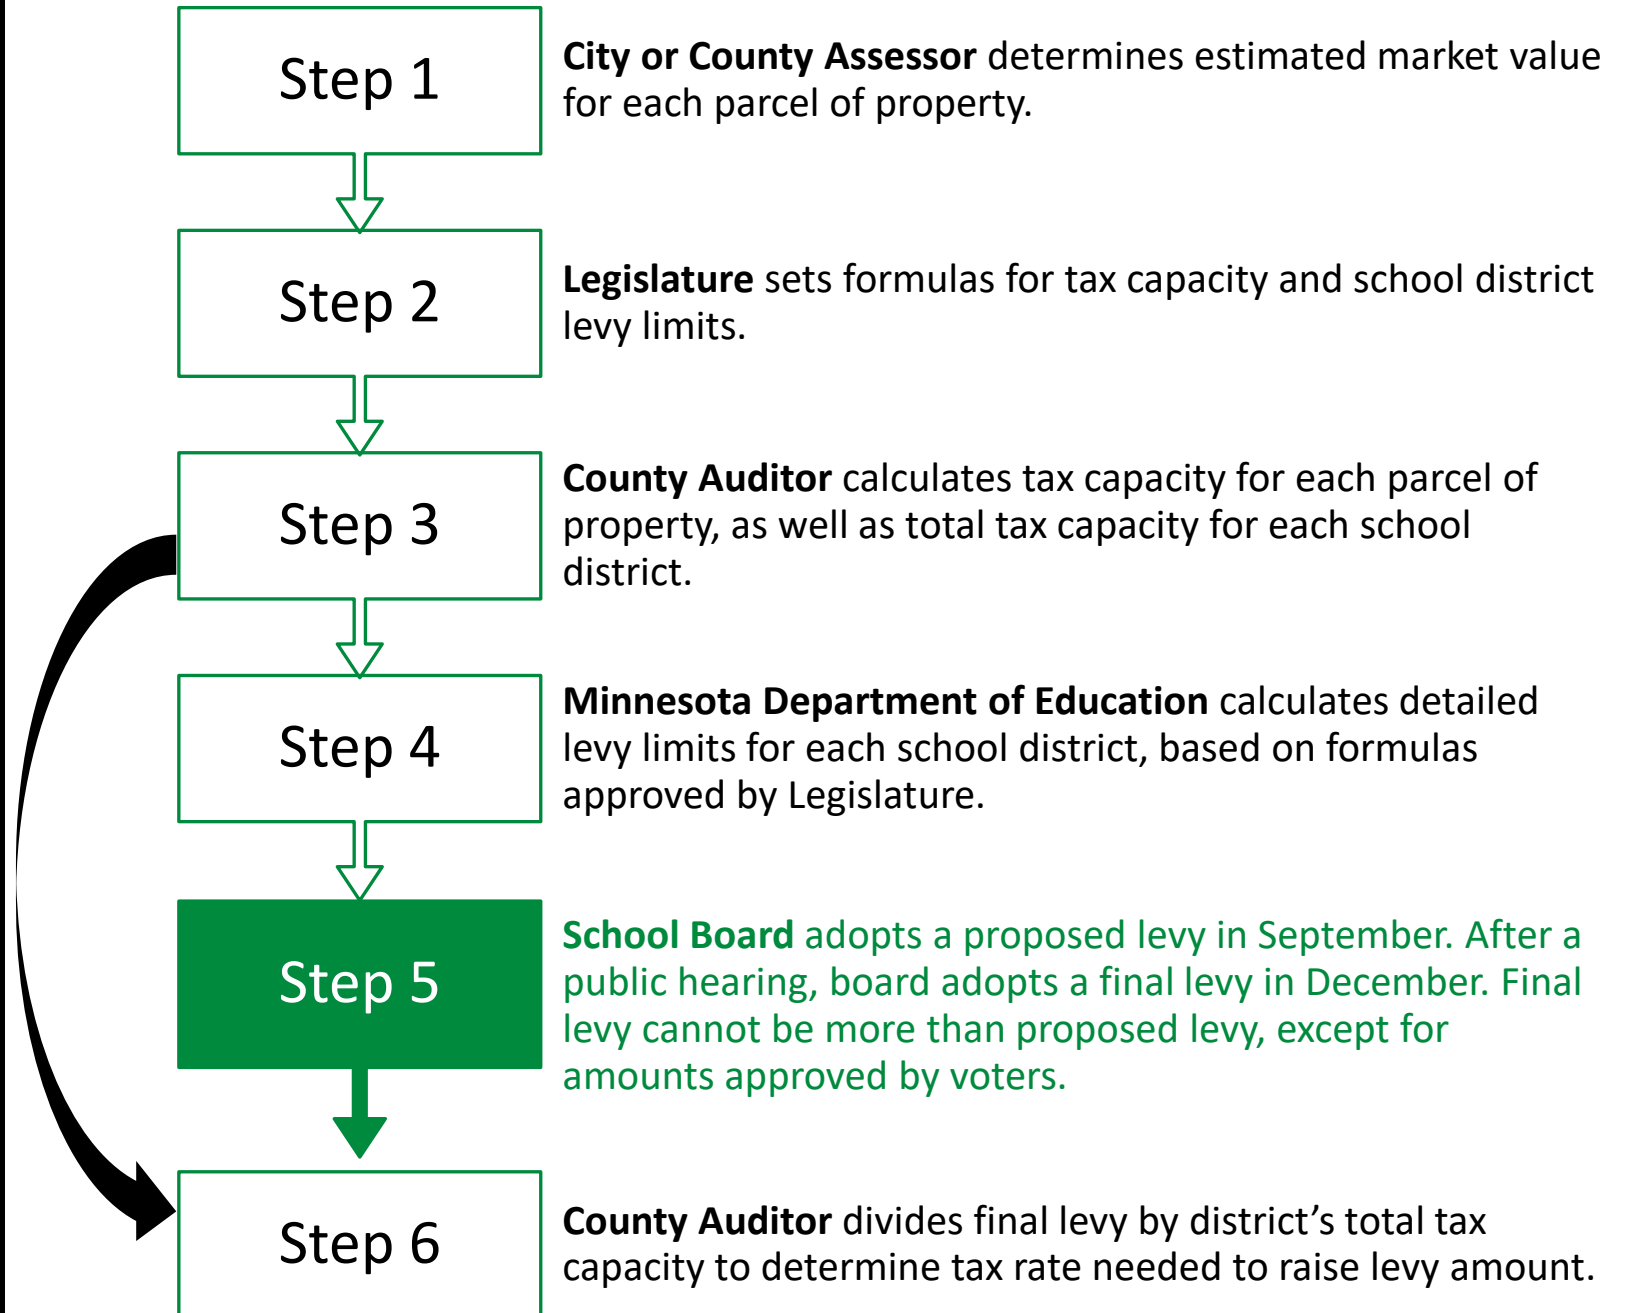 Step 1
City or County Assessor determines estimated market value
for each parcel of property.
Step 2
Legislature sets formulas for tax capacity and school district
levy limits.
Step 3
County Auditor calculates tax capacity for each parcel of
property, as well as total tax capacity for each school
district.
Step 4
Minnesota Department of Education calculates detailed
levy limits for each school district, based on formulas
approved by Legislature.
Step 5
School Board adopts a proposed levy in September. After a
public hearing, board adopts a final levy in December. Final
levy cannot be more than proposed levy, except for
amounts approved by voters.
Step 6
County Auditor divides final levy by district’s total tax
capacity to determine tax rate needed to raise levy amount.